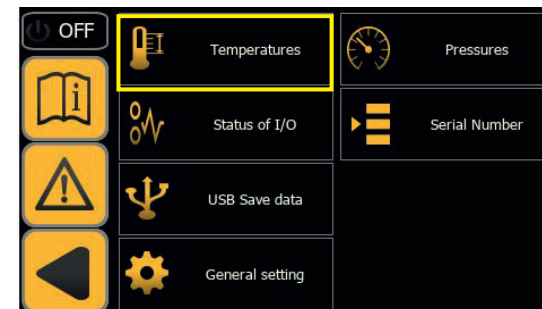 OFF
Temperatures
Pressures
Status of I/O
Serial Number
USB Save data
General setting